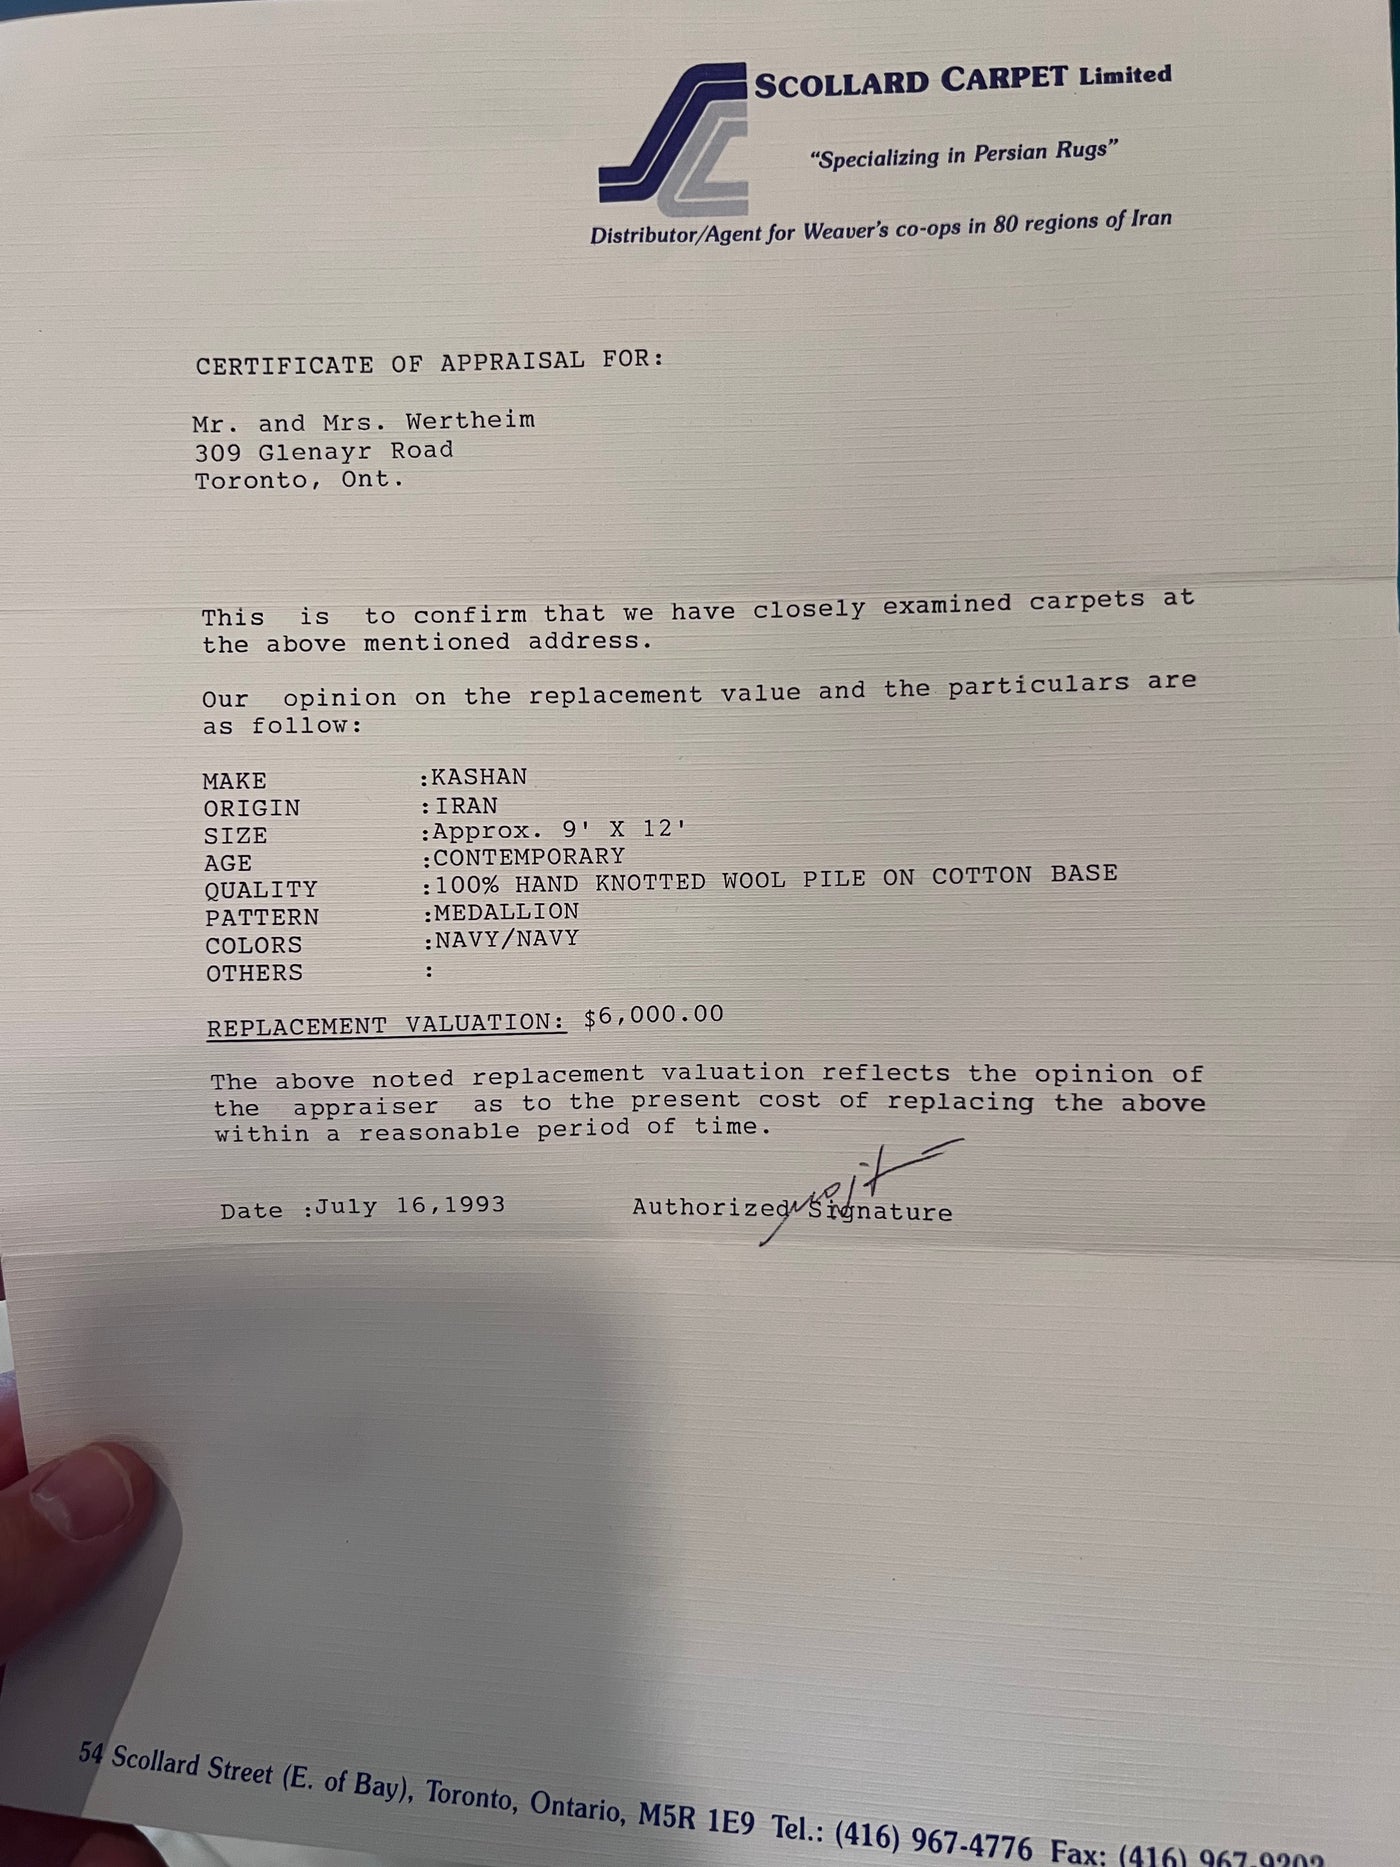 SCOLLARD CARPET Limited
“Specializing in Persian Rugs”
Distributor/Agent for Weaver's co-ops in 80 regions of Iran
CERTIFICATE OF APPRAISAL FOR:
Mr. and Mrs. Wertheim
309 Glenayr Road
Toronto, Ont.
This is to confirm that we have closely examined carpets at
the above mentioned address.
Our opinion on the replacement value and the particulars are
as follow:
MAKE :KASHAN
ORIGIN :IRAN
SIZE :Approx. 9' X 12'
AGE :CONTEMPORARY
QUALITY :100% HAND KNOTTED WOOL PILE ON COTTON BASE
PATTERN :MEDALLION
COLORS :NAVY/NAVY
OTHERS :
REPLACEMENT VALUATION: $6,000.00
The above noted replacement valuation reflects the opinion of
the appraiser as to the present cost of replacing the above
within a reasonable period of time.
Date :July 16,1993 Authorized Signature
54 Scollard Street (E. of Bay), Toronto, Ontario, M5R 1E9 Tel.: (416) 967-4776 Fax: (416)